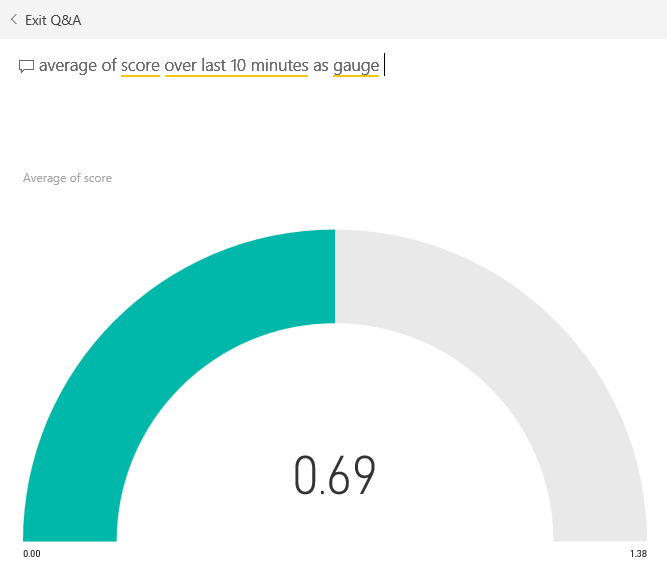 Exit Q&A
average of score over last 10 minutes as gauge
Average of score
0.69
0.00
1.38